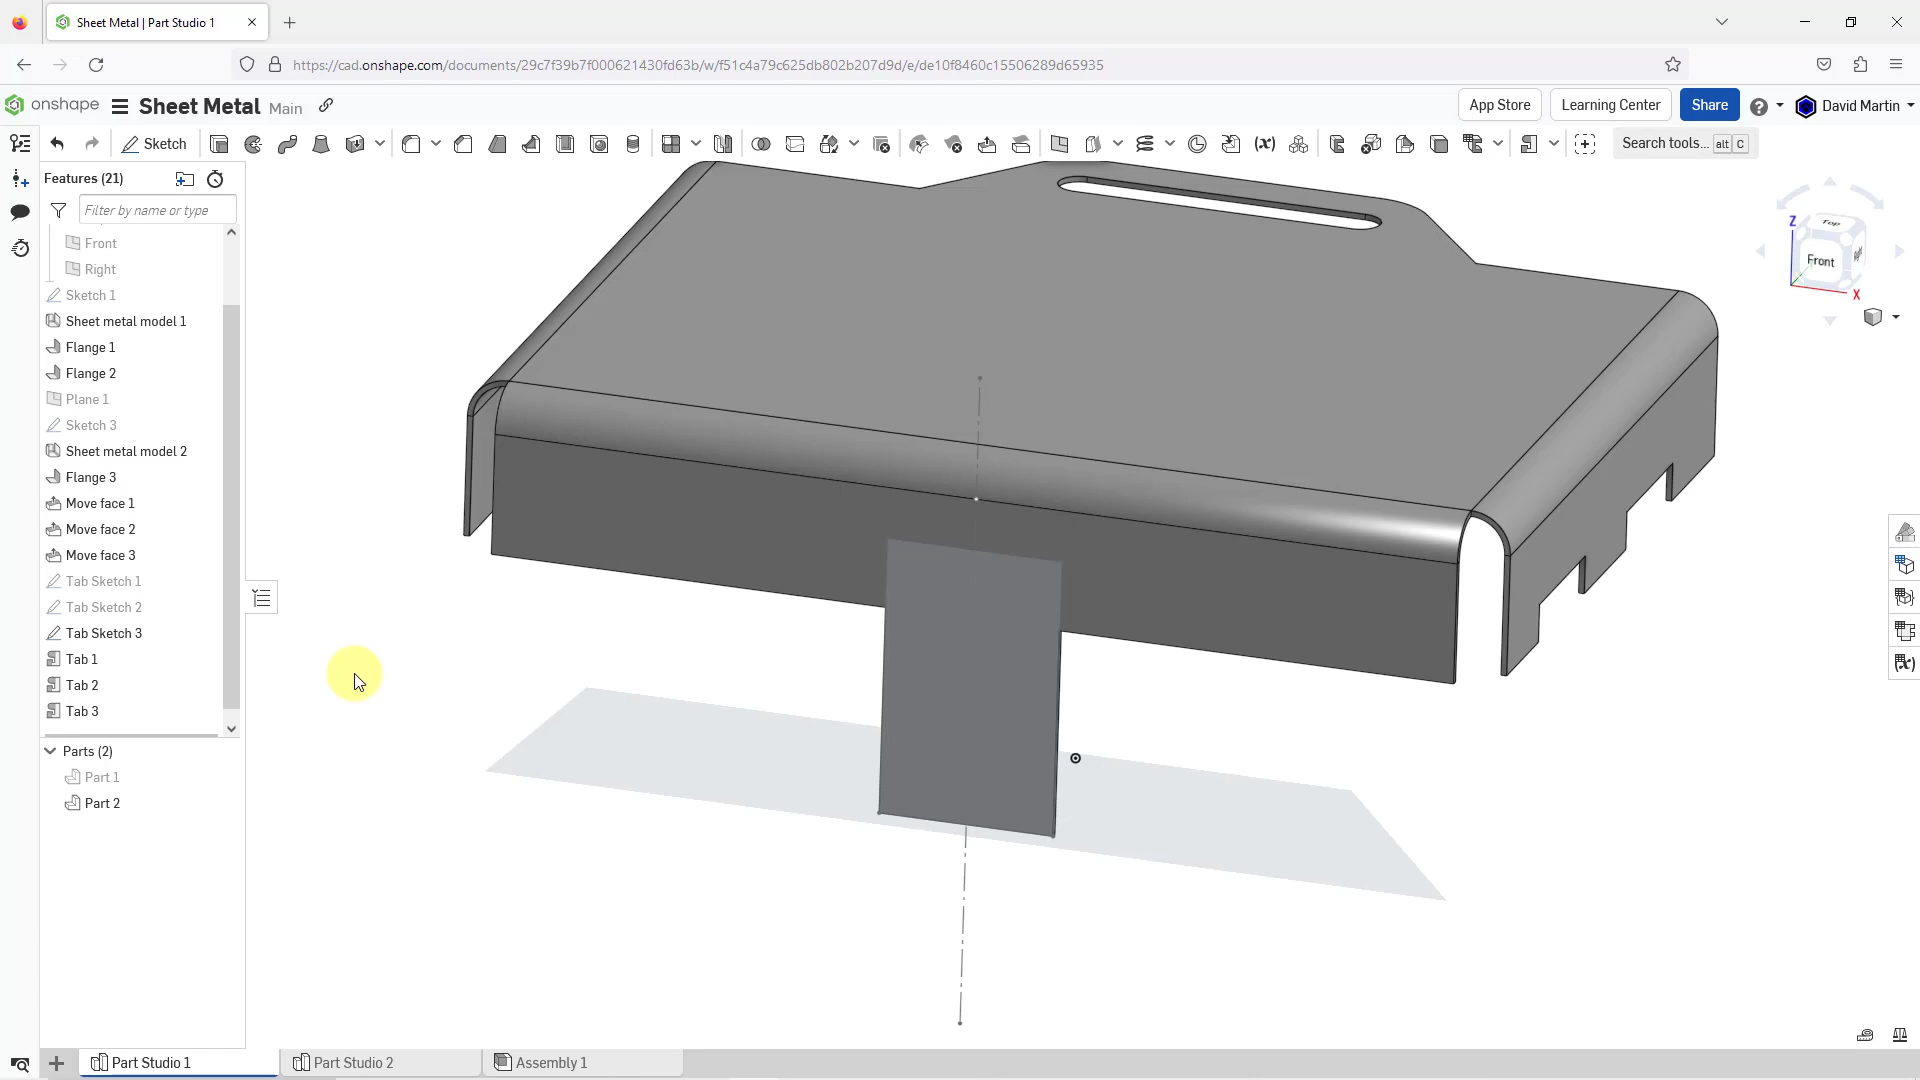 Sheet Metal | Part Studio 1
https://cad.onshape.com/documents/29c7f39b7f000621430fd63b/w/f51c4a79c625db802b207d9d/e/de10f8460c15506289d65935
onshape
Sheet Metal Main
App Store
Learning Center
Share
David Martin
Sketch
Search tools... alt C
Features (21)
Filter by name or type
Front
Right
Sketch 1
Sheet metal model 1
Flange 1
Flange 2
Plane 1
Sketch 3
Sheet metal model 2
Flange 3
Move face 1
Move face 2
Move face 3
Tab Sketch 1
Tab Sketch 2
Tab Sketch 3
Tab 1
Tab 2
Tab 3
Parts (2)
Part 1
Part 2
Z
Top
Front
Right
X
Part Studio 1
Part Studio 2
Assembly 1